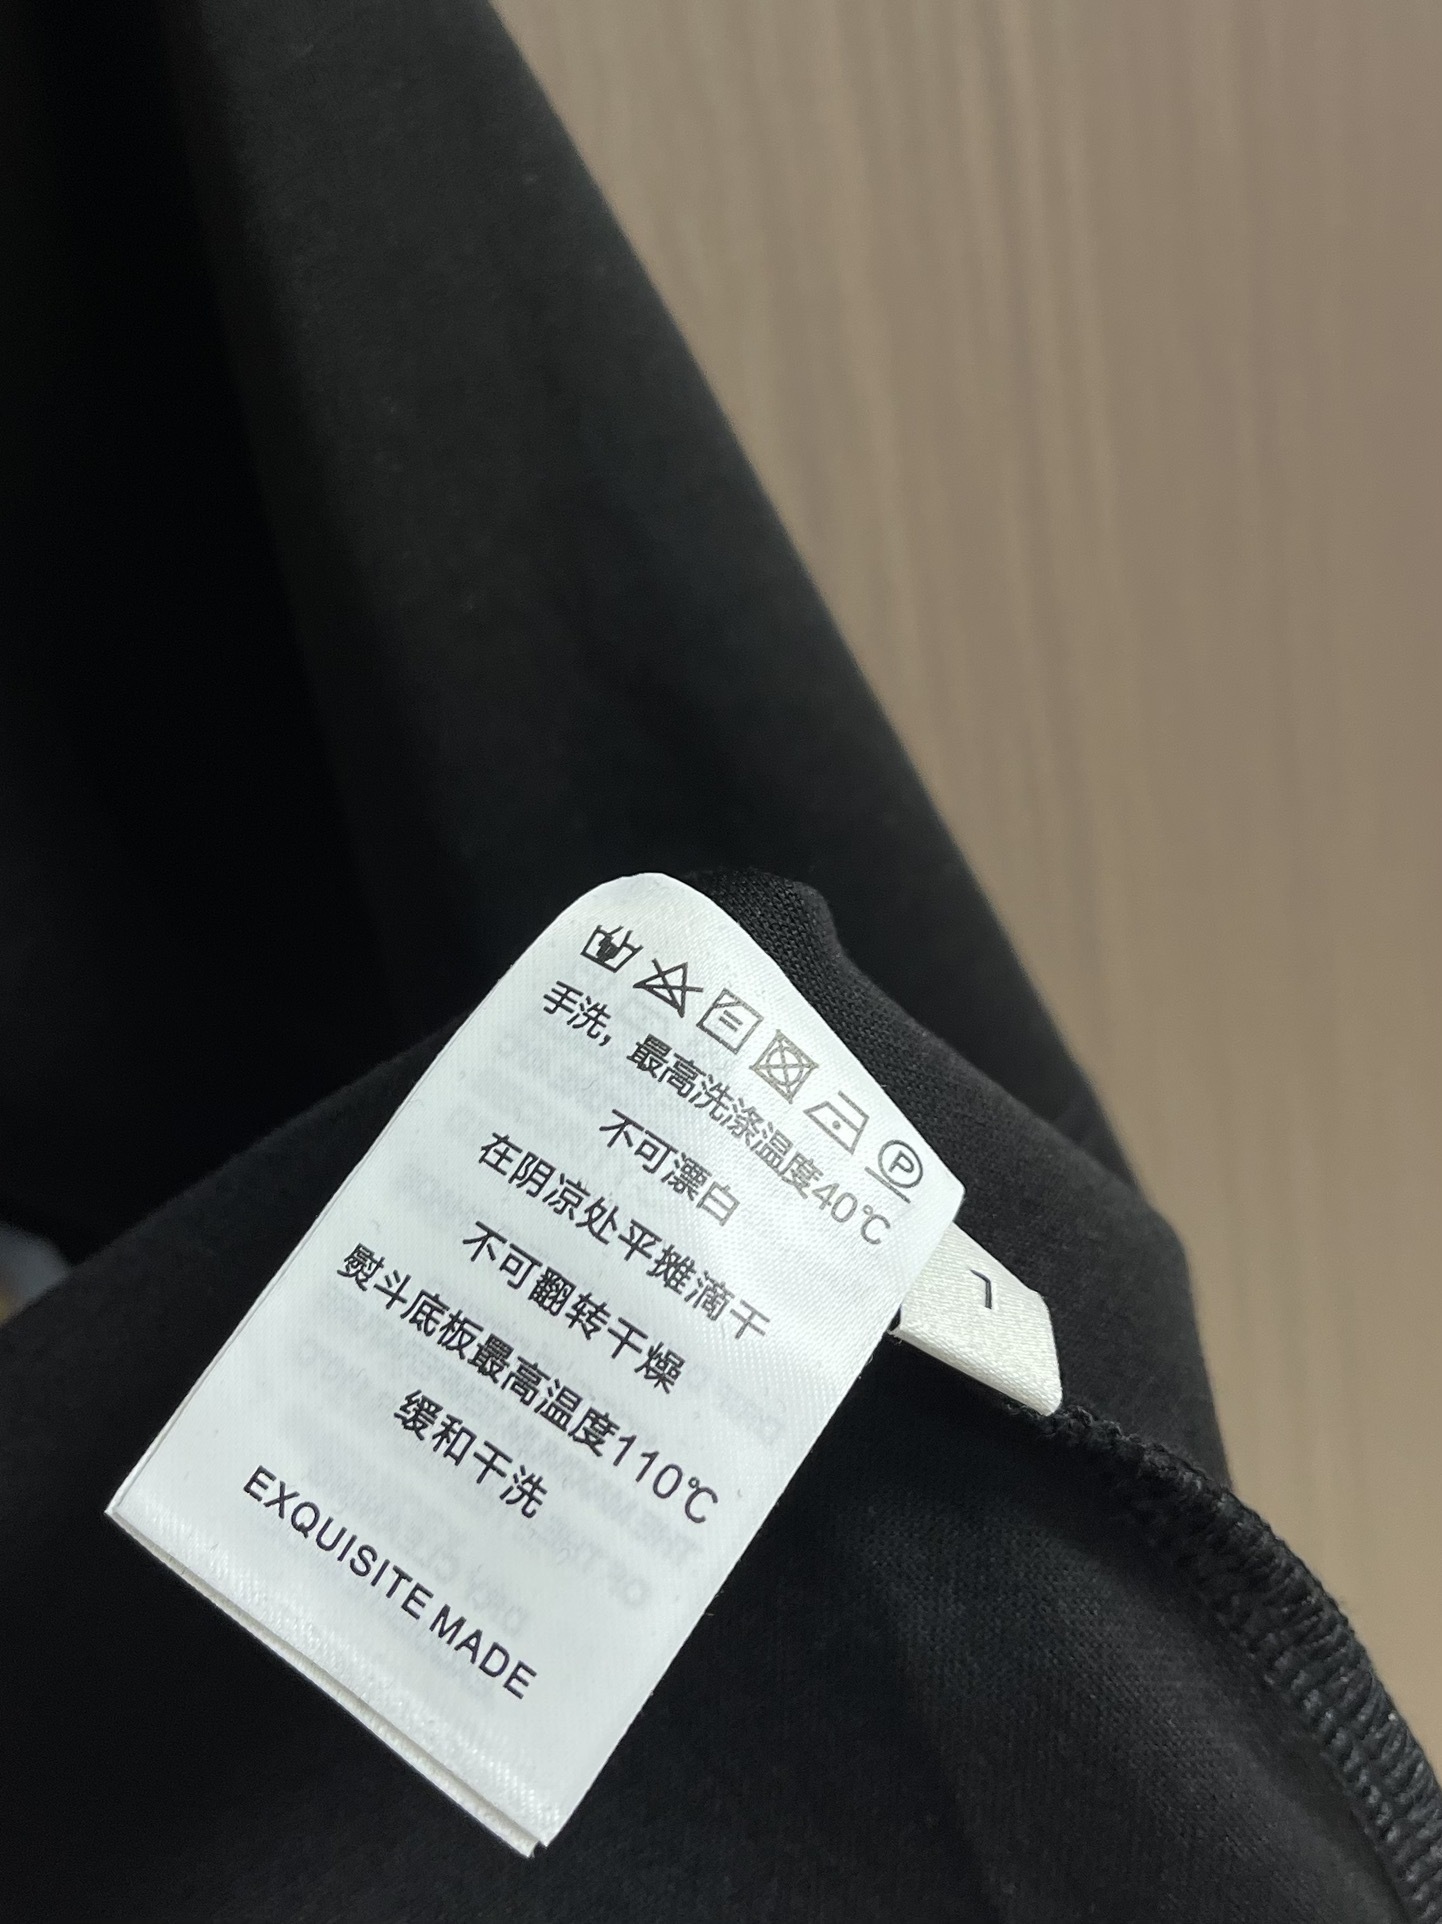 手洗，最高洗涤温度40℃
不可漂白
在阴凉处平摊滴干
不可翻转干燥
熨斗底板最高温度110℃
缓和干洗
EXQUISITE MADE
L